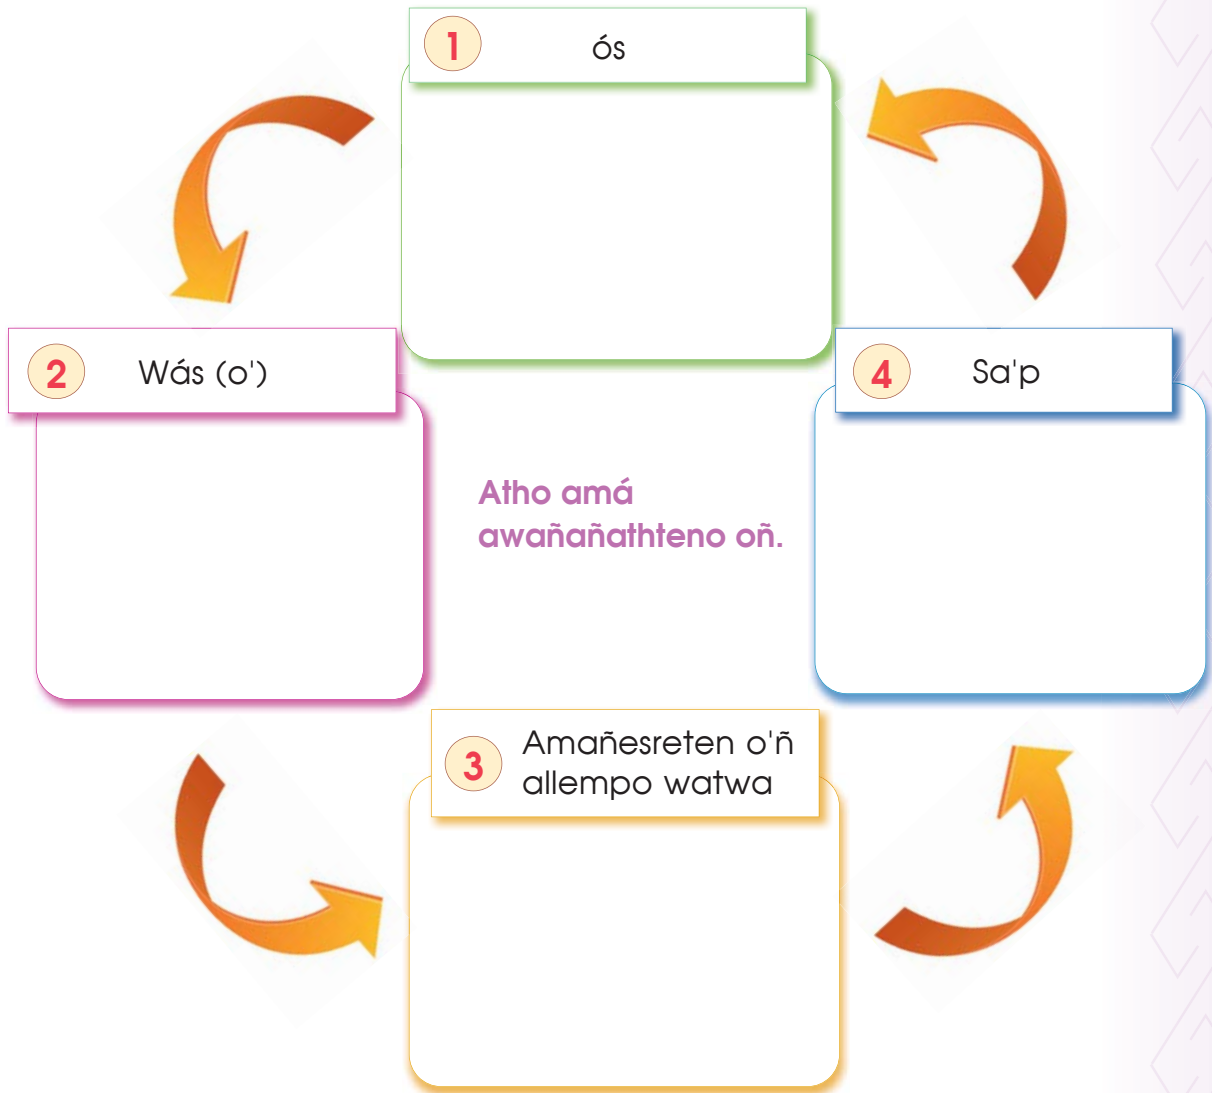 1 ós
2 Wás (o')
4 Sa'p
Atho amá
awañañathteno oñ.
3 Amañesreten o'ñ
allempo watwa